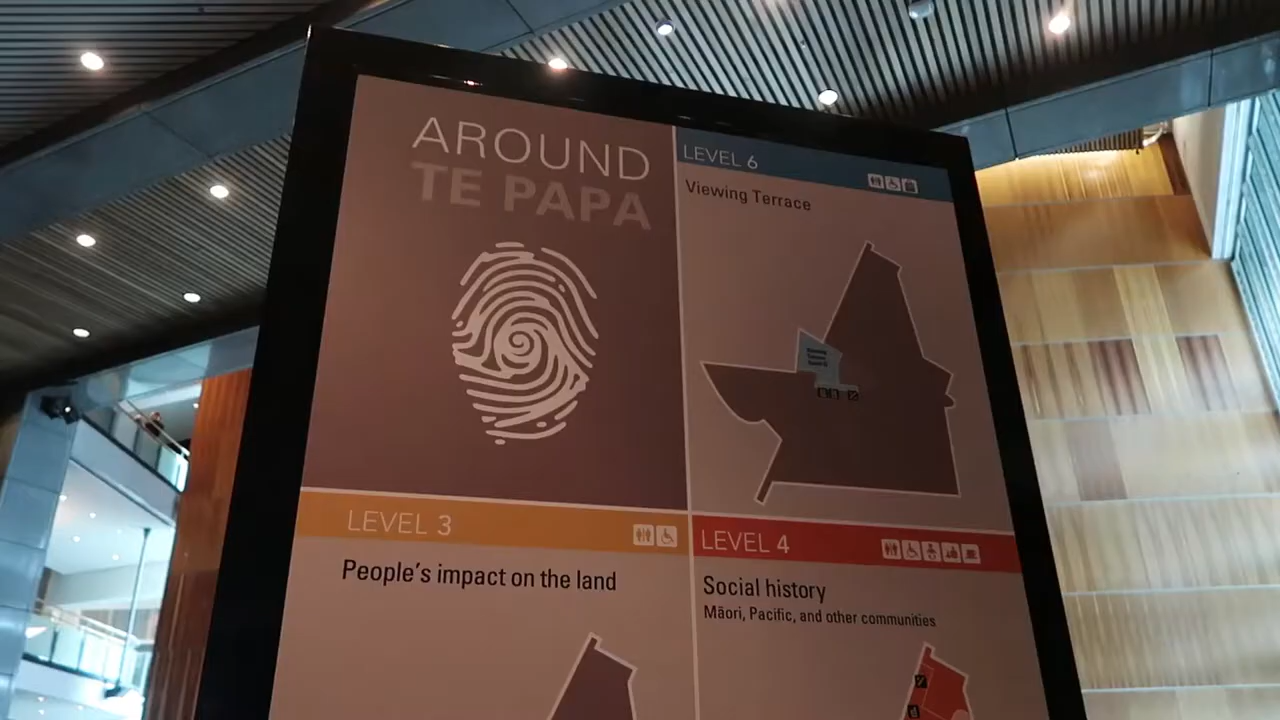 AROUND
TE PAPA
LEVEL 6
Viewing Terrace
LEVEL 3
People's impact on the land
LEVEL 4
Social history
Māori, Pacific, and other communities